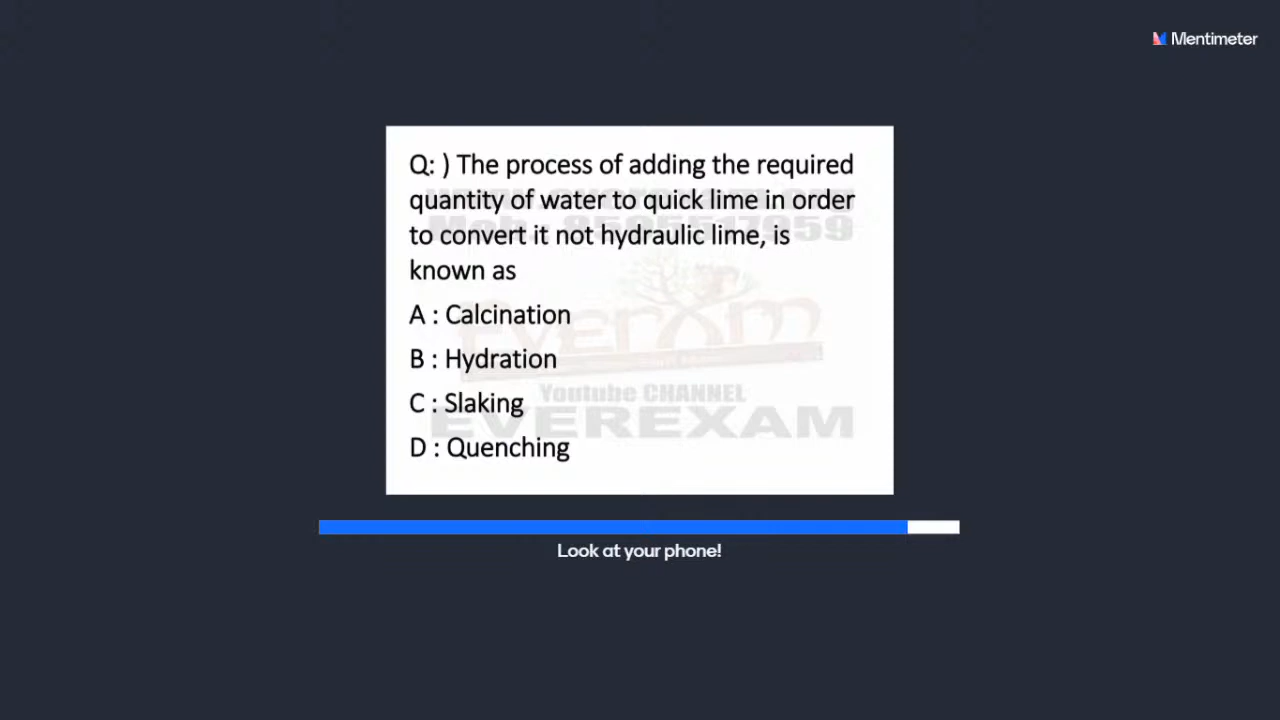 Mentimeter
Q: ) The process of adding the required
quantity of water to quick lime in order
to convert it not hydraulic lime, is
known as
A : Calcination
B : Hydration
C : Slaking
D : Quenching
Youtube CHANNEL
EVEREXAM
Look at your phone!